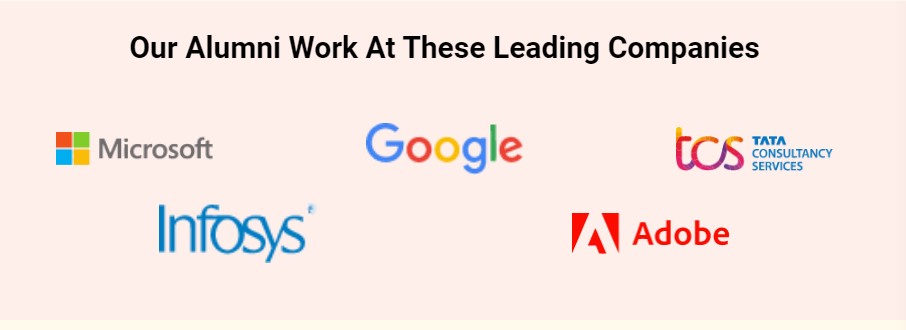 Our Alumni Work At These Leading Companies
Microsoft
Google
tcs TATA
CONSULTANCY
SERVICES
Infosys
Adobe